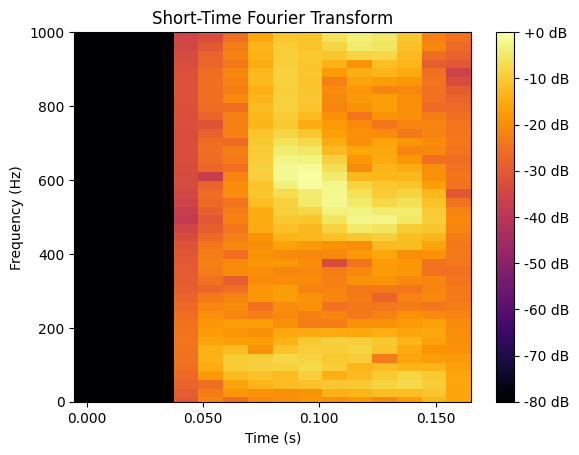 Short-Time Fourier Transform
1000
800
600
400
200
0
Frequency (Hz)
0.000
0.050
0.100
0.150
Time (s)
+0 dB
-10 dB
-20 dB
-30 dB
-40 dB
-50 dB
-60 dB
-70 dB
-80 dB